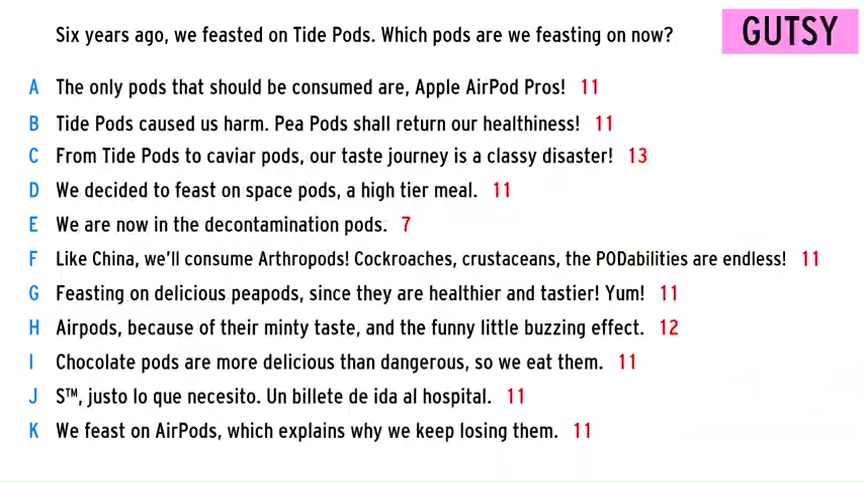 Six years ago, we feasted on Tide Pods. Which pods are we feasting on now?
GUTSY
A The only pods that should be consumed are, Apple AirPod Pros! 11
B Tide Pods caused us harm. Pea Pods shall return our healthiness! 11
C From Tide Pods to caviar pods, our taste journey is a classy disaster! 13
D We decided to feast on space pods, a high tier meal. 11
E We are now in the decontamination pods. 7
F Like China, we'll consume Arthropods! Cockroaches, crustaceans, the PODabilities are endless! 11
G Feasting on delicious peapods, since they are healthier and tastier! Yum! 11
H Airpods, because of their minty taste, and the funny little buzzing effect. 12
I Chocolate pods are more delicious than dangerous, so we eat them. 11
J S™, justo lo que necesito. Un billete de ida al hospital. 11
K We feast on AirPods, which explains why we keep losing them. 11